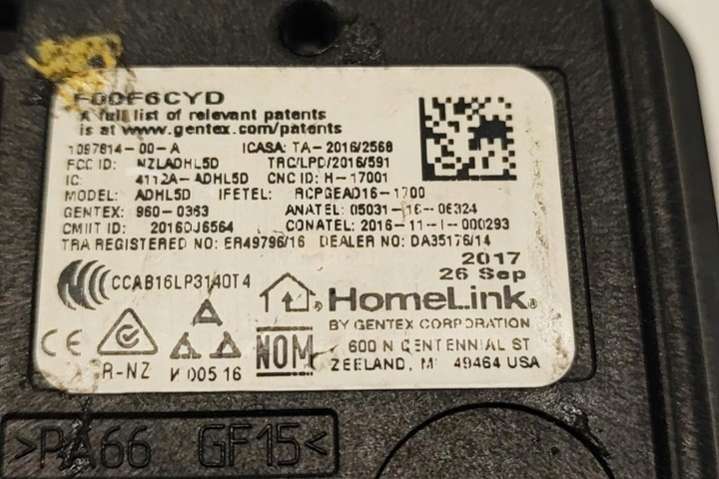 F00F6CYD
A full list of relevant patents
is at www.gentex.com/patents
1097614-00-A ICASA: TA-2016/2568
FCC ID: NZLADHL5D TRC/LPD/2016/591
IC: 4112A-ADHL5D CNC ID: H-17001
MODEL: ADHL5D IFETEL: RCPGEAD16-1700
GENTEX: 960-0363 ANATEL: 05031-16-06324
CMIIT ID: 2016DJ6564 CONATEL: 2016-11-I-000293
TRA REGISTERED NO: ER49796/16 DEALER NO: DA35176/14
2017
26 Sep
CCAB16LP3140T4
HomeLink®
BY GENTEX CORPORATION
600 N CENTENNIAL ST
ZEELAND, MI 49464 USA
CE
NOM
R-NZ 005 16
>PA66 GF15<